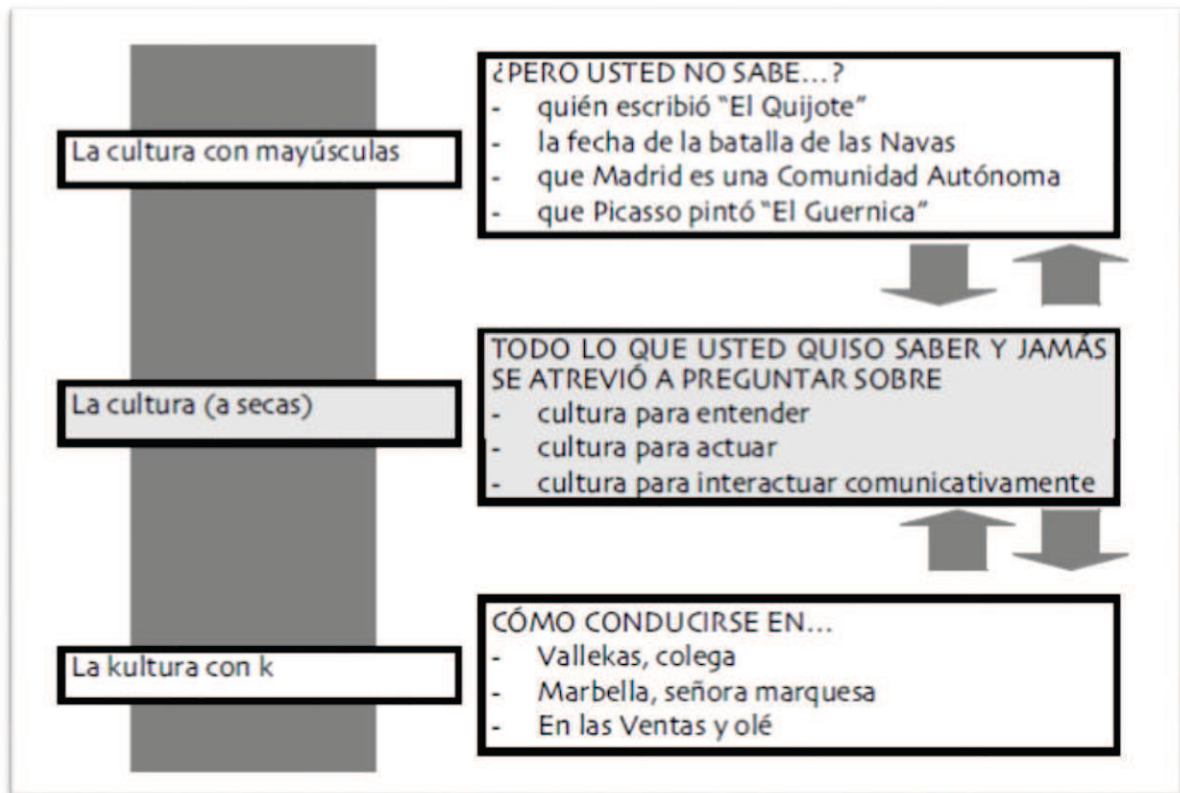 La cultura con mayúsculas
¿PERO USTED NO SABE...?
- quién escribió "El Quijote"
- la fecha de la batalla de las Navas
- que Madrid es una Comunidad Autónoma
- que Picasso pintó "El Guernica"
La cultura (a secas)
TODO LO QUE USTED QUISO SABER Y JAMÁS
SE ATREVIÓ A PREGUNTAR SOBRE
- cultura para entender
- cultura para actuar
- cultura para interactuar comunicativamente
La kultura con k
CÓMO CONDUCIRSE EN...
- Vallekas, colega
- Marbella, señora marquesa
- En las Ventas y olé